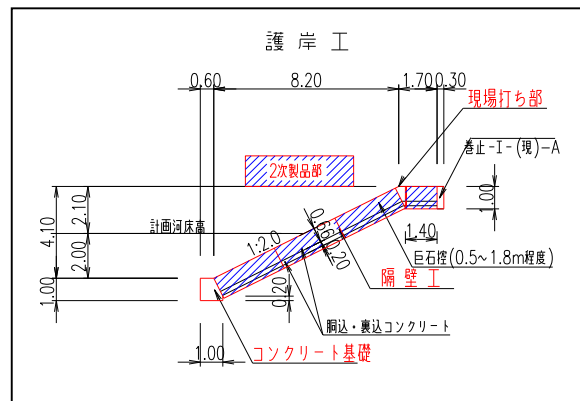 護岸工
0.60
8.20
1.70
0.30
現場打ち部
巻止-I-(現)-A
2次製品部
4.10
2.10
計画河床高
2.00
1.00
1:2.0
0.66
0.20
1.00
1.40
巨石控(0.5~1.8m程度)
隔壁工
0.20
胴込・裏込コンクリート
1.00
コンクリート基礎